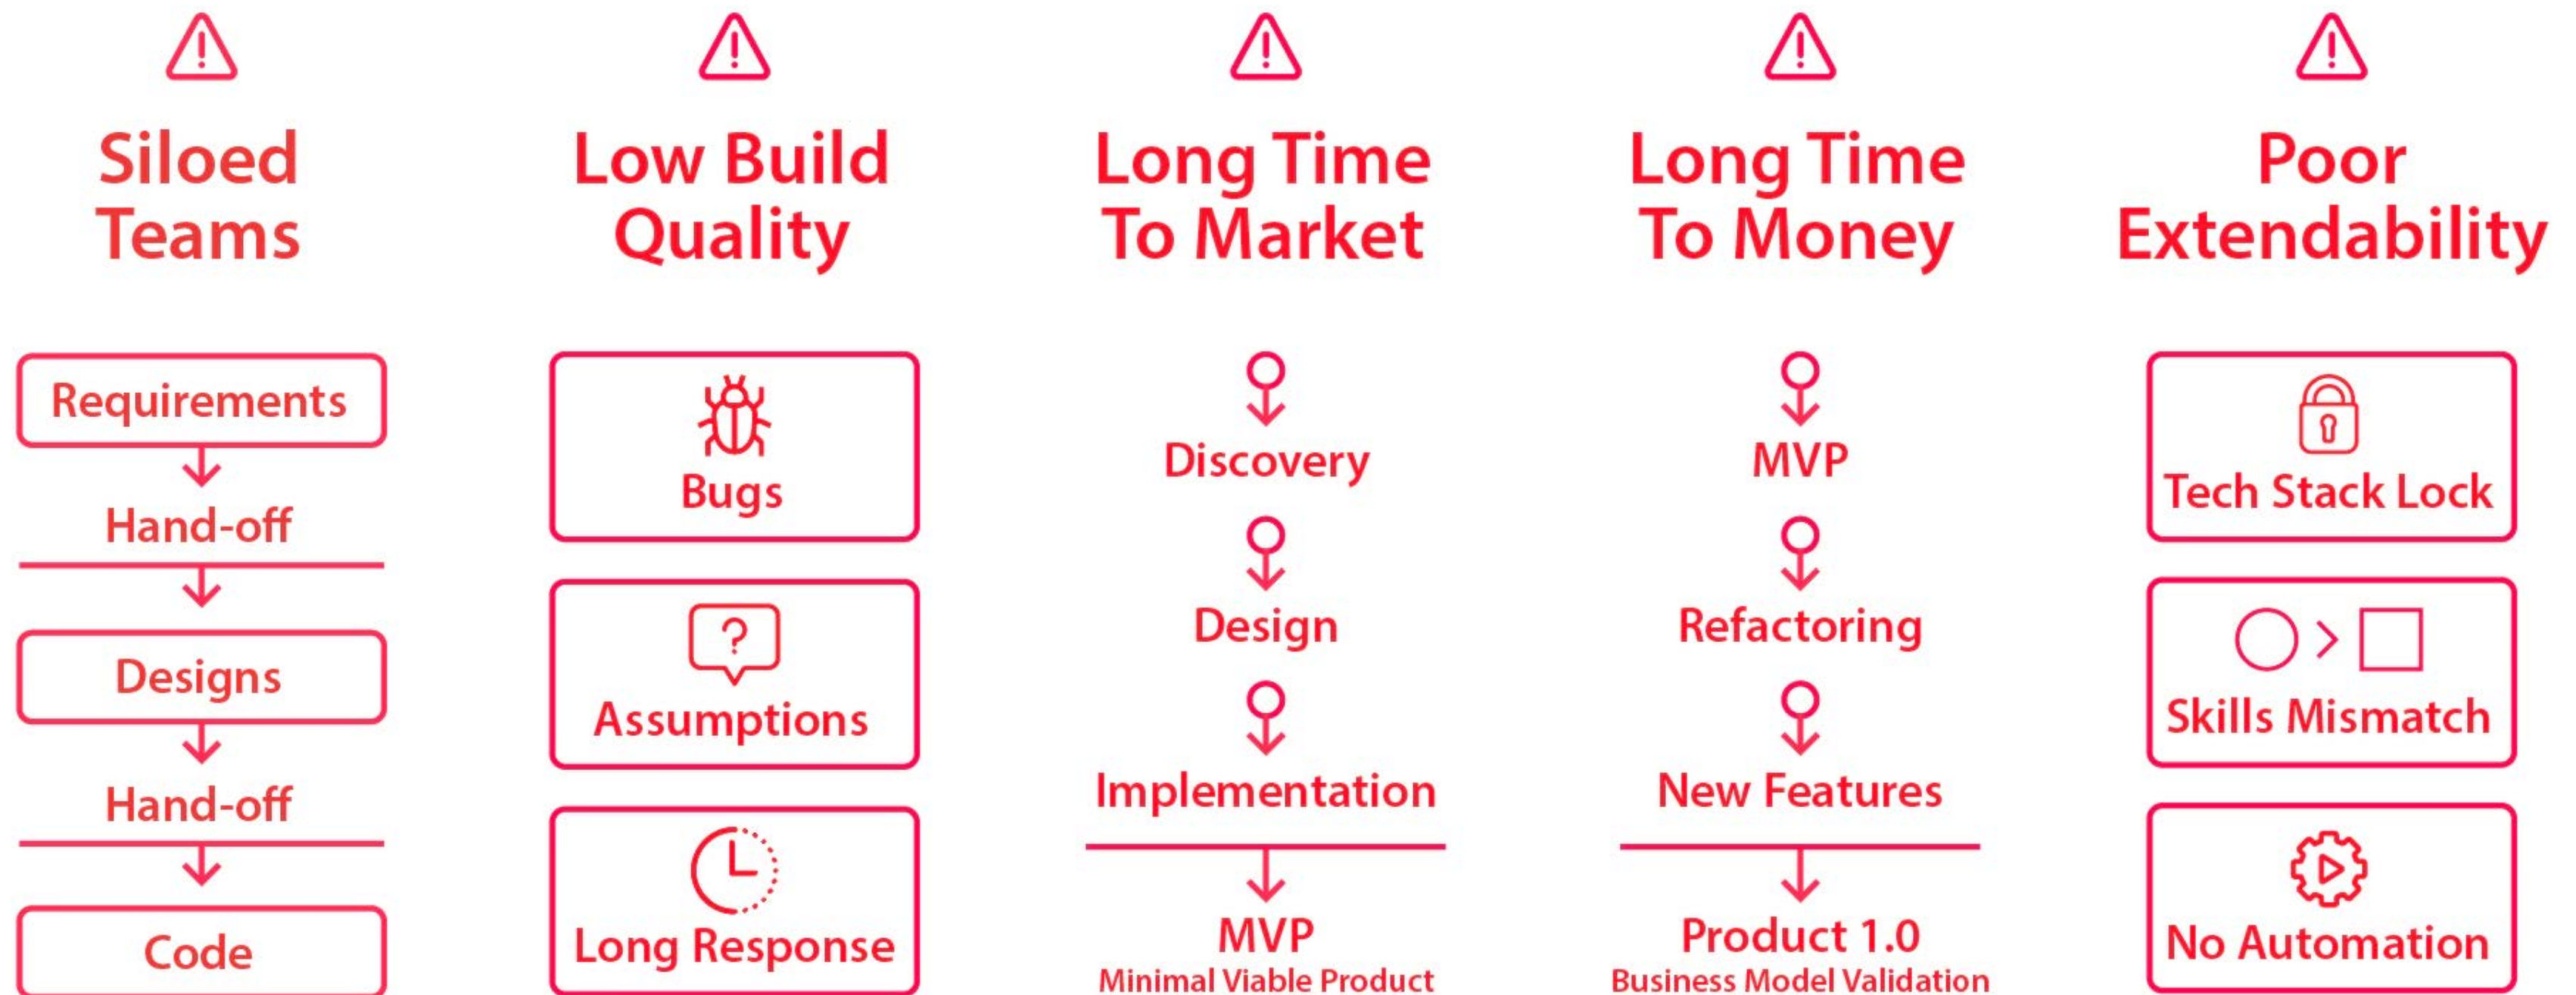 Siloed
Teams
Requirements
Hand-off
Designs
Hand-off
Code
Low Build
Quality
Bugs
?
Assumptions
Long Response
Long Time
To Market
Discovery
Design
Implementation
MVP
Minimal Viable Product
Long Time
To Money
MVP
Refactoring
New Features
Product 1.0
Business Model Validation
Poor
Extendability
Tech Stack Lock
Skills Mismatch
No Automation